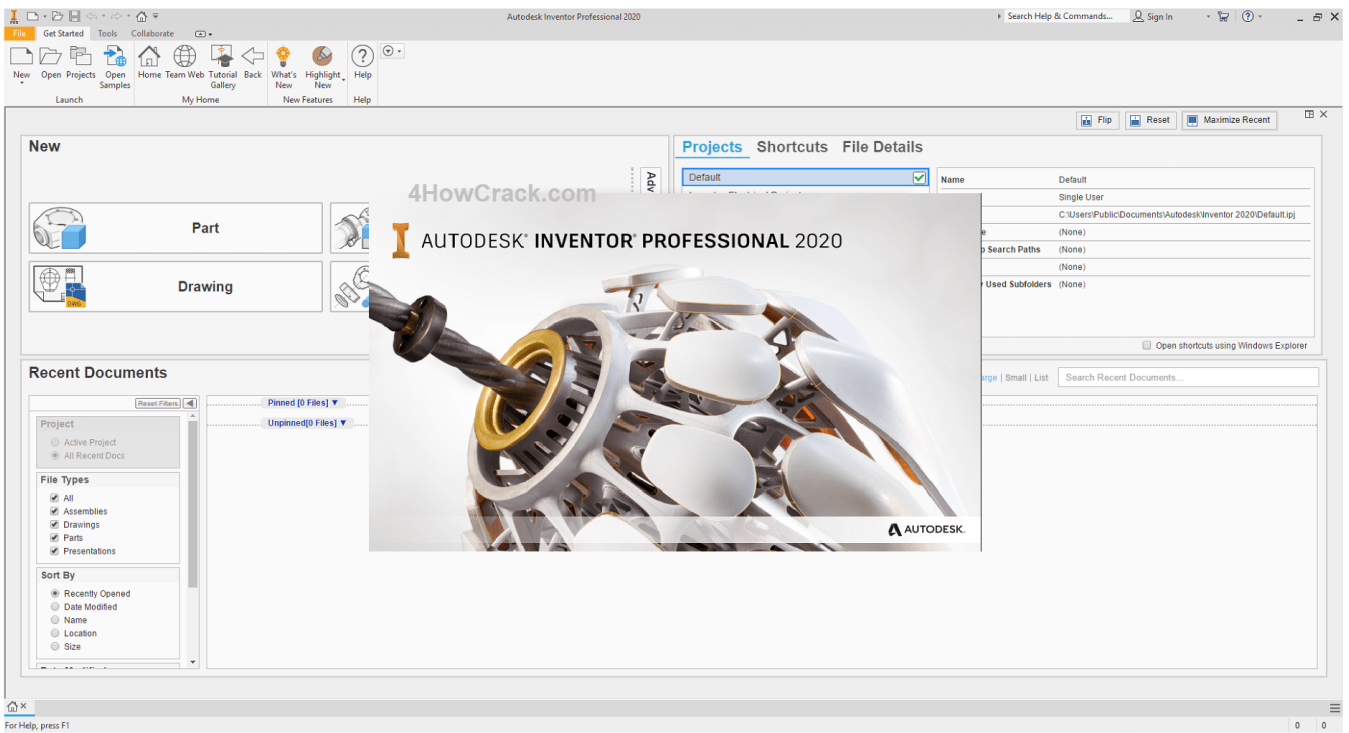 Autodesk Inventor Professional 2020
Search Help & Commands...
Sign In
File
Get Started
Tools
Collaborate
New
Open
Projects
Open Samples
Home
Team Web
Tutorial Gallery
Back
What's New
Highlight New
Help
Launch
My Home
New Features
Help
Flip
Reset
Maximize Recent
New
Projects
Shortcuts
File Details
Adv
Default
Name
Default
Single User
C:\Users\Public\Documents\Autodesk\Inventor 2020\Default.ipj
(None)
Search Paths
(None)
(None)
Used Subfolders
(None)
4HowCrack.com
Part
Drawing
DWG
AUTODESK® INVENTOR® PROFESSIONAL 2020
AUTODESK.
Open shortcuts using Windows Explorer
Recent Documents
| Small | List
Search Recent Documents...
Reset Filters
Pinned [0 Files] ▼
Unpinned[0 Files] ▼
Project
Active Project
All Recent Docs
File Types
All
Assemblies
Drawings
Parts
Presentations
Sort By
Recently Opened
Date Modified
Name
Location
Size
For Help, press F1
0
0